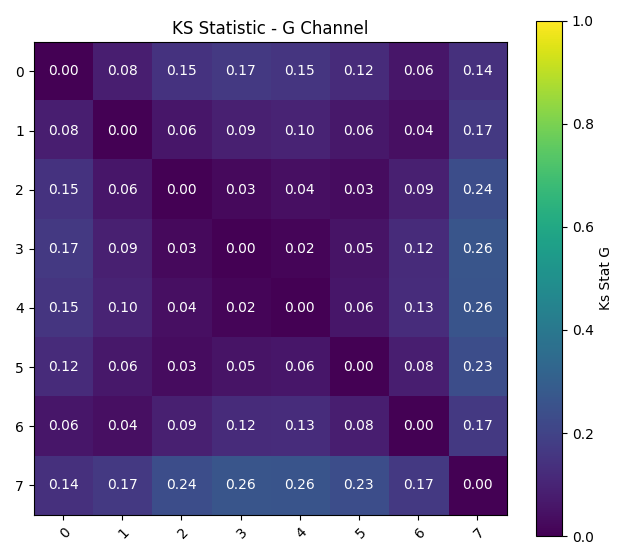 KS Statistic - G Channel
0 0.00 0.08 0.15 0.17 0.15 0.12 0.06 0.14
1 0.08 0.00 0.06 0.09 0.10 0.06 0.04 0.17
2 0.15 0.06 0.00 0.03 0.04 0.03 0.09 0.24
3 0.17 0.09 0.03 0.00 0.02 0.05 0.12 0.26
4 0.15 0.10 0.04 0.02 0.00 0.06 0.13 0.26
5 0.12 0.06 0.03 0.05 0.06 0.00 0.08 0.23
6 0.06 0.04 0.09 0.12 0.13 0.08 0.00 0.17
7 0.14 0.17 0.24 0.26 0.26 0.23 0.17 0.00
0 1 2 3 4 5 6 7
1.0
0.8
0.6
0.4
0.2
0.0
Ks Stat G